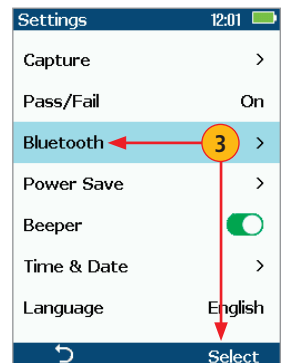 Settings 12:01
Capture >
Pass/Fail On
Bluetooth 3 >
Power Save >
Beeper
Time & Date >
Language English
Select